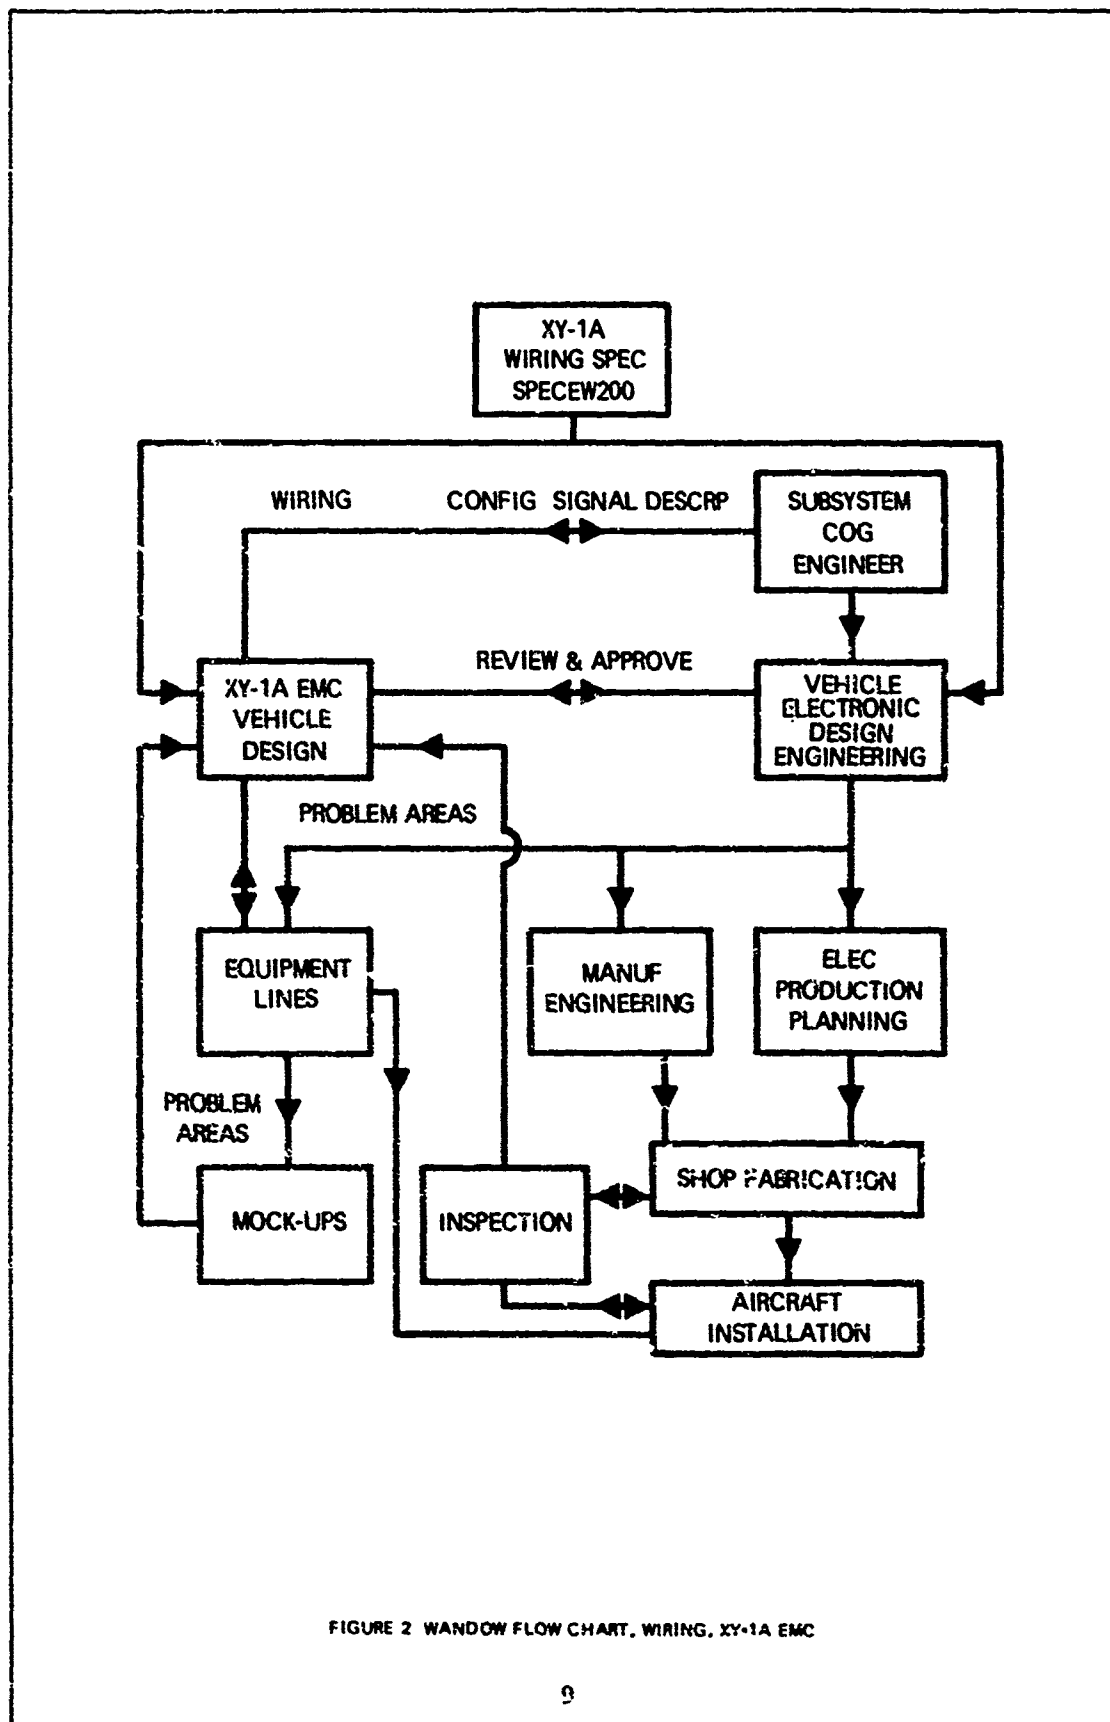 XY-1A
WIRING SPEC
SPECEW200
WIRING
CONFIG SIGNAL DESCRP
SUBSYSTEM
COG
ENGINEER
REVIEW & APPROVE
XY-1A EMC
VEHICLE
DESIGN
VEHICLE
ELECTRONIC
DESIGN
ENGINEERING
PROBLEM AREAS
EQUIPMENT
LINES
MANUF
ENGINEERING
ELEC
PRODUCTION
PLANNING
PROBLEM
AREAS
MOCK-UPS
INSPECTION
SHOP FABRICATION
AIRCRAFT
INSTALLATION
FIGURE 2 WANDOW FLOW CHART, WIRING, XY-1A EMC
9